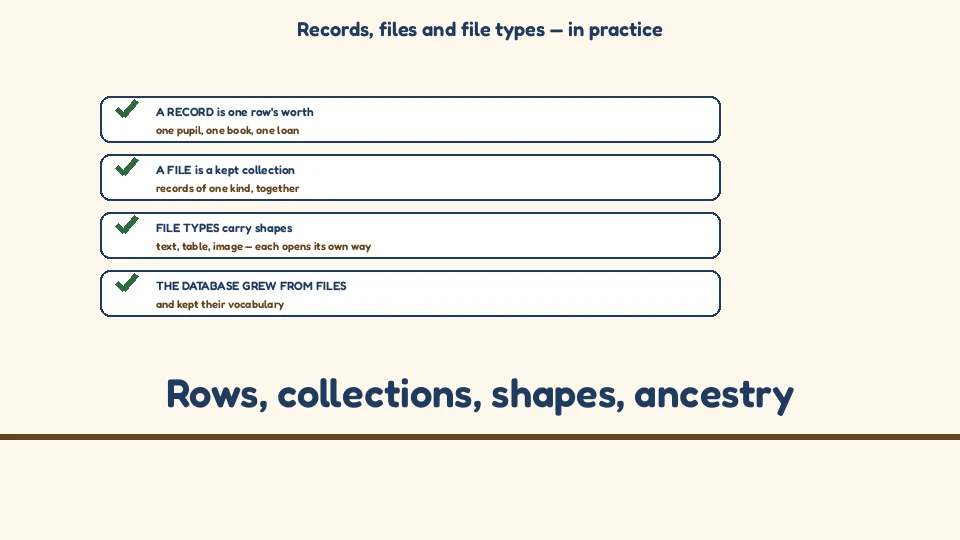 Records, files and file types — in practice
A RECORD is one row's worth
one pupil, one book, one loan
A FILE is a kept collection
records of one kind, together
FILE TYPES carry shapes
text, table, image — each opens its own way
THE DATABASE GREW FROM FILES
and kept their vocabulary
Rows, collections, shapes, ancestry